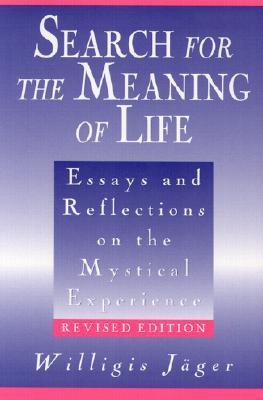 SEARCH FOR
THE MEANING
OF LIFE
Essays and
Reflections
on the
Mystical
Experience
REVISED EDITION
Willigis Jäger